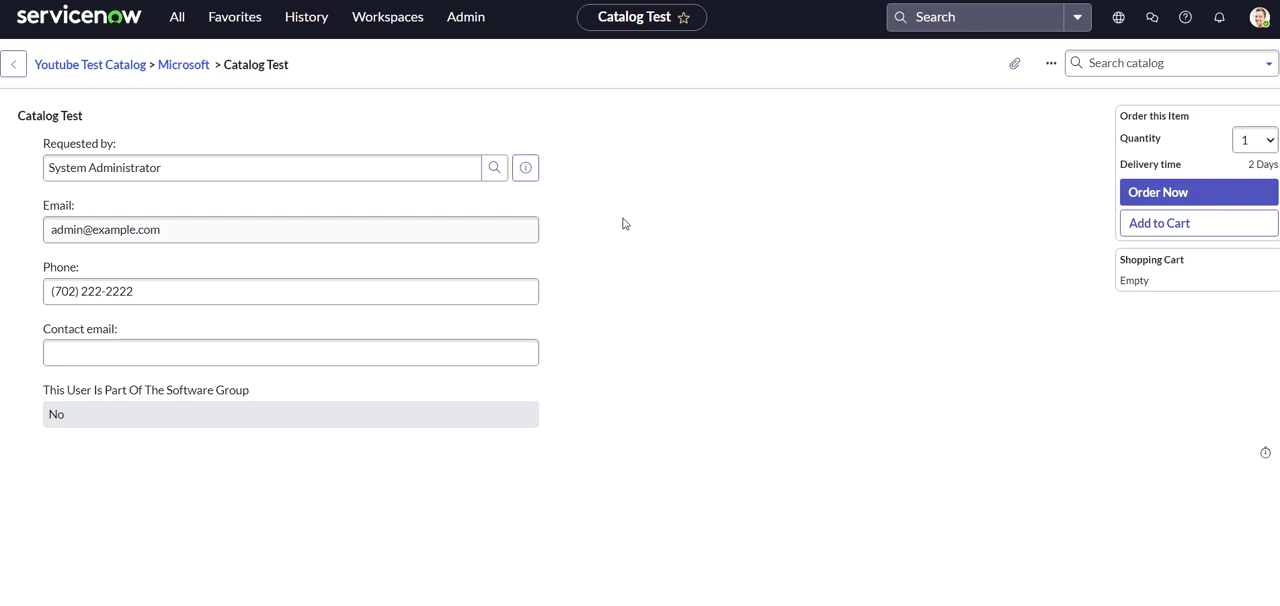 servicenow All Favorites History Workspaces Admin Catalog Test Search
Youtube Test Catalog > Microsoft > Catalog Test Search catalog
Catalog Test
Requested by:
System Administrator
Email:
admin@example.com
Phone:
(702) 222-2222
Contact email:
This User Is Part Of The Software Group
No
Order this Item
Quantity 1
Delivery time 2 Days
Order Now
Add to Cart
Shopping Cart
Empty